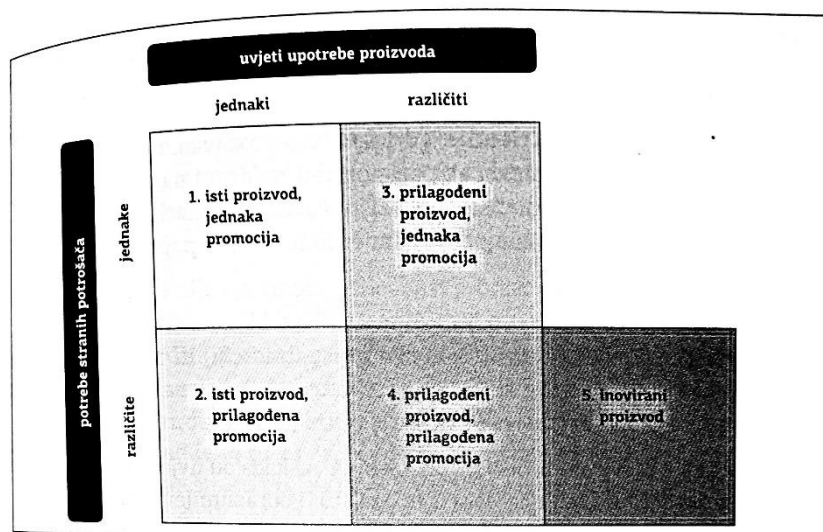 uvjeti upotrebe proizvoda
jednaki
različiti
potrebe stranih potrošača
jednake
različite
1. isti proizvod,
jednaka
promocija
3. prilagođeni
proizvod,
jednaka
promocija
2. isti proizvod,
prilagođena
promocija
4. prilagođeni
proizvod,
prilagođena
promocija
5. inovirani
proizvod